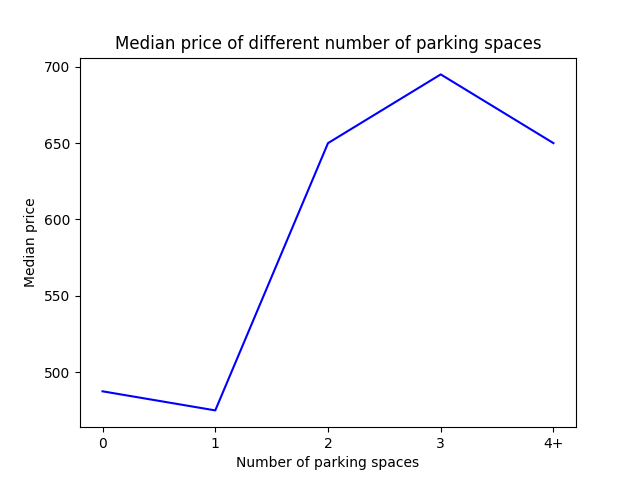 Median price of different number of parking spaces
700
650
600
550
500
Median price
0 1 2 3 4+
Number of parking spaces